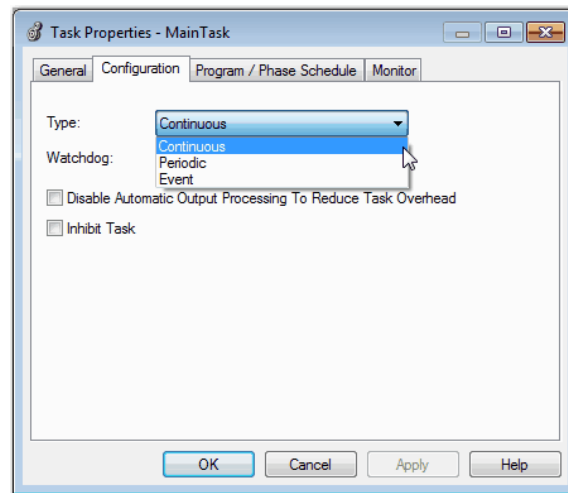 Task Properties - MainTask
General Configuration Program / Phase Schedule Monitor
Type: Continuous
Continuous
Watchdog: Periodic
Event
Disable Automatic Output Processing To Reduce Task Overhead
Inhibit Task
OK Cancel Apply Help